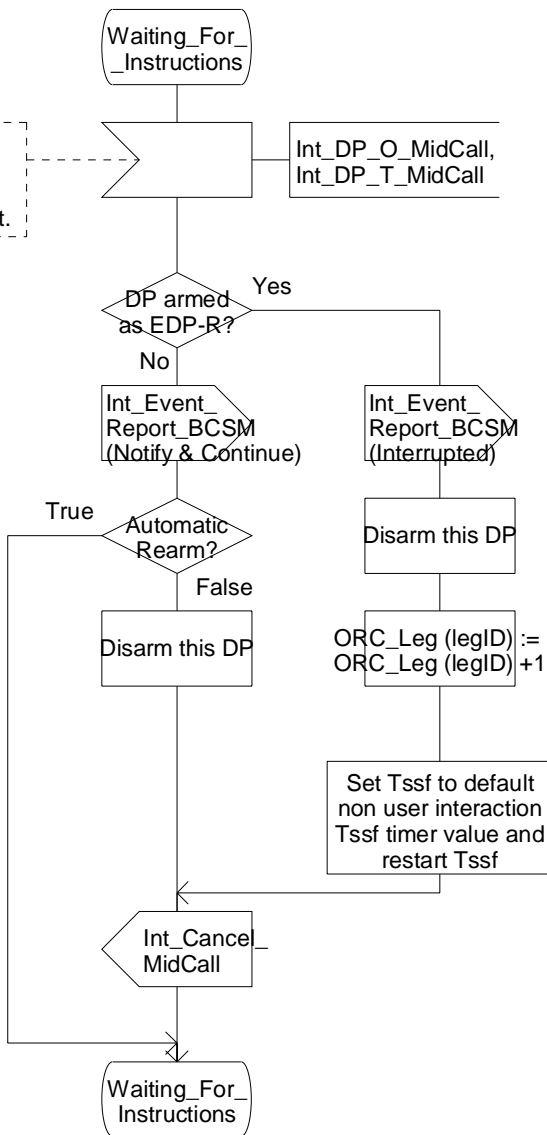 Waiting_For_
_Instructions
Int_DP_O_MidCall,
Int_DP_T_MidCall
t.
DP armed
as EDP-R?
Yes
No
Int_Event_
Report_BCSM
(Notify & Continue)
Int_Event_
Report_BCSM
(Interrupted)
True
Automatic
Rearm?
False
Disarm this DP
Disarm this DP
ORC_Leg (legID) :=
ORC_Leg (legID) +1
Set Tssf to default
non user interaction
Tssf timer value and
restart Tssf
Int_Cancel_
MidCall
Waiting_For_
Instructions